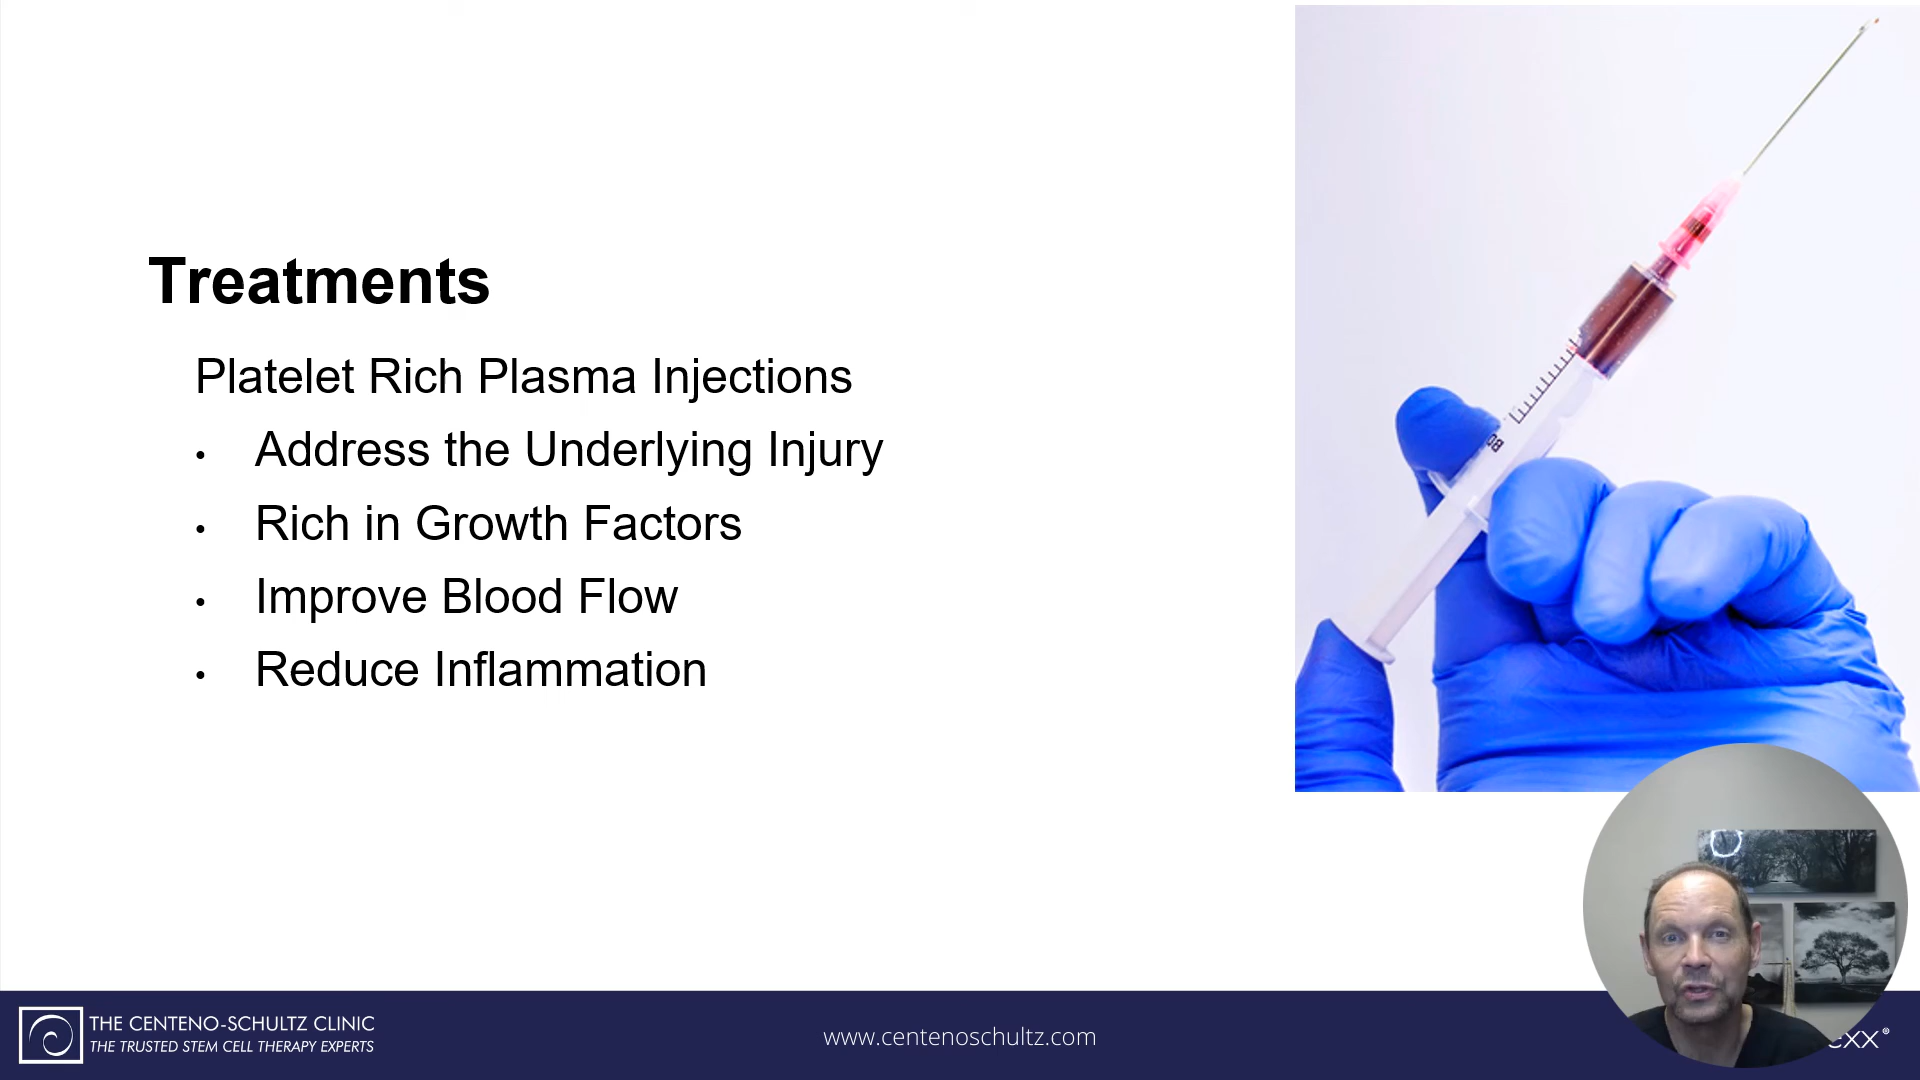 Treatments
Platelet Rich Plasma Injections
• Address the Underlying Injury
• Rich in Growth Factors
• Improve Blood Flow
• Reduce Inflammation
THE CENTENO-SCHULTZ CLINIC
THE TRUSTED STEM CELL THERAPY EXPERTS
www.centenoschultz.com
exx®